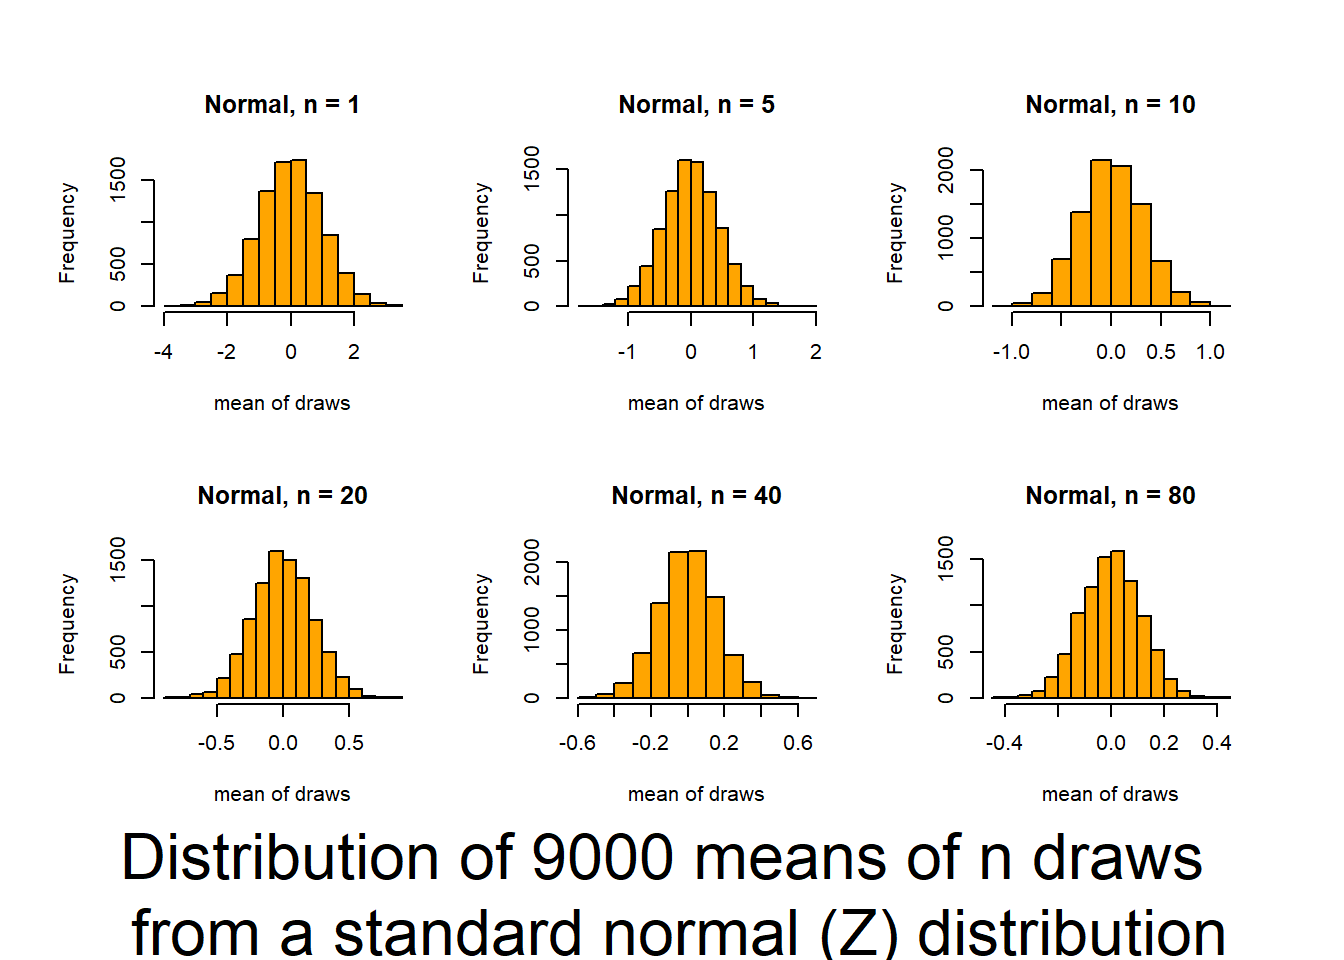 Normal, n = 1
Frequency
1500
500
0
-4 -2 0 2
mean of draws
Normal, n = 5
Frequency
1500
500
0
-1 0 1 2
mean of draws
Normal, n = 10
Frequency
2000
1000
0
-1.0 0.0 0.5 1.0
mean of draws
Normal, n = 20
Frequency
1500
500
0
-0.5 0.0 0.5
mean of draws
Normal, n = 40
Frequency
2000
1000
0
-0.6 -0.2 0.2 0.6
mean of draws
Normal, n = 80
Frequency
1500
500
0
-0.4 0.0 0.2 0.4
mean of draws
Distribution of 9000 means of n draws
from a standard normal (Z) distribution